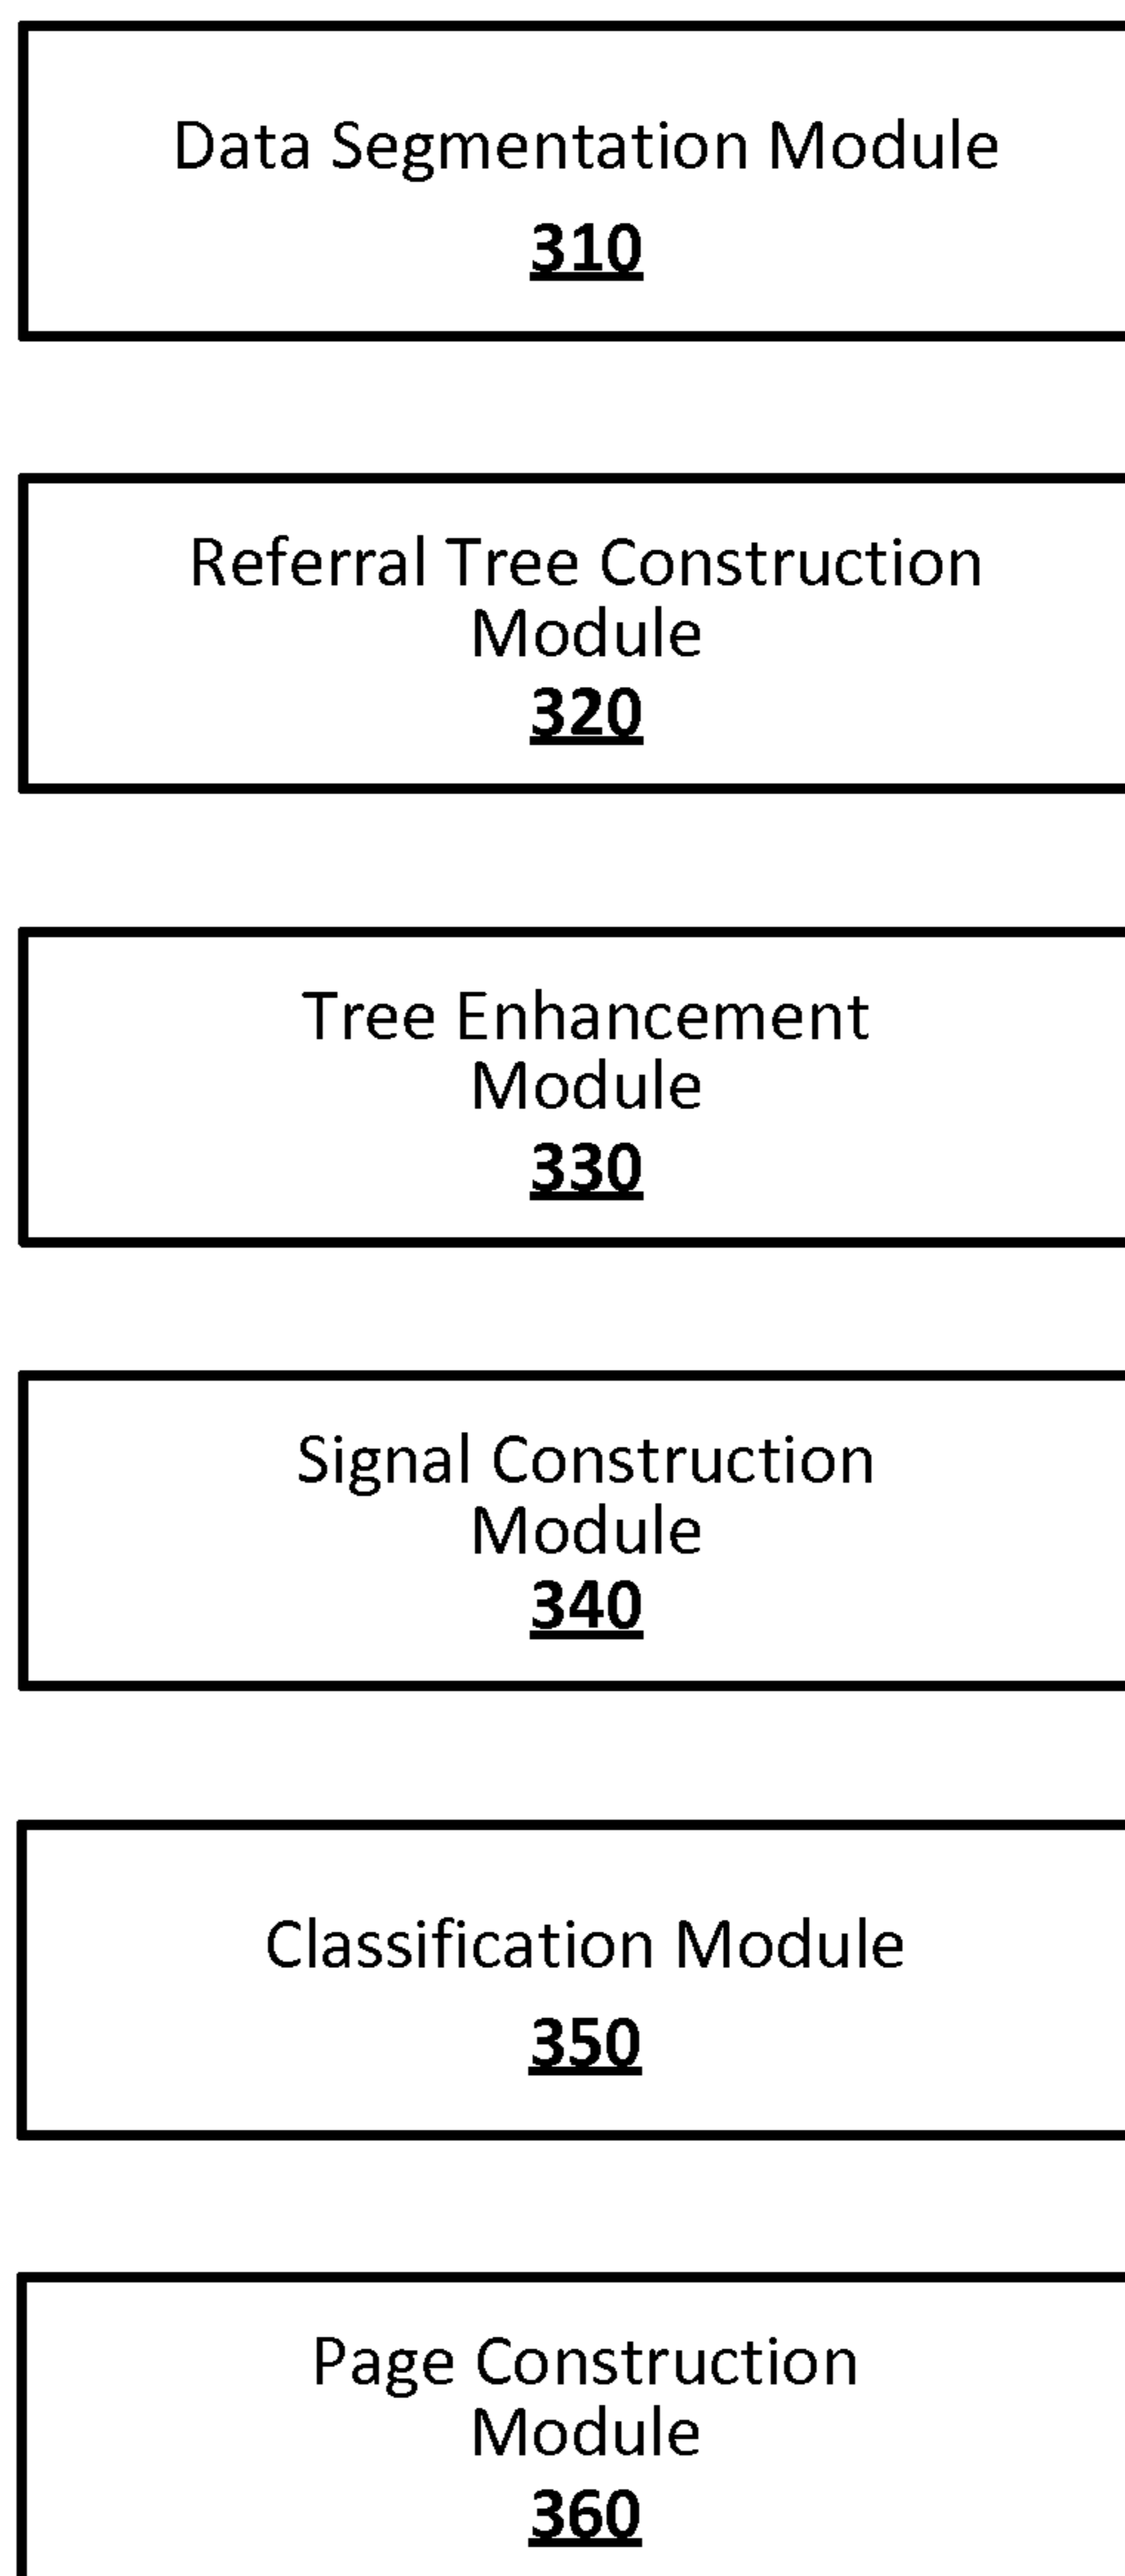 Data Segmentation Module
310
Referral Tree Construction
Module
320
Tree Enhancement
Module
330
Signal Construction
Module
340
Classification Module
350
Page Construction
Module
360